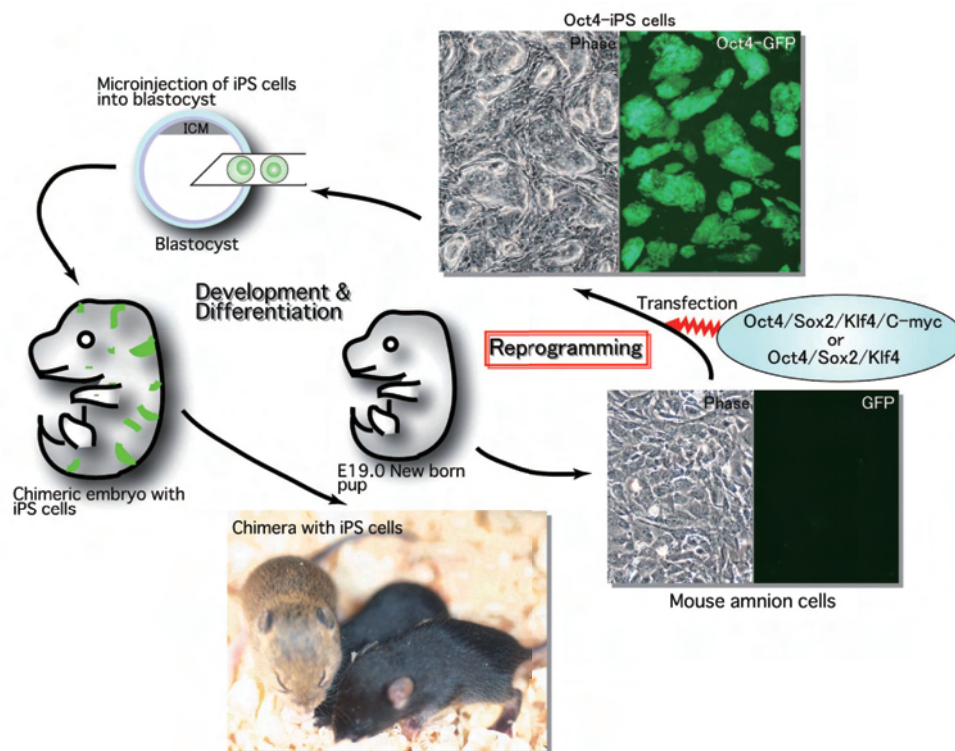 Oct4-iPS cells
Phase
Oct4-GFP
Microinjection of iPS cells
into blastocyst
ICM
Blastocyst
Development &
Differentiation
Transfection
Oct4/Sox2/Klf4/C-myc
or
Oct4/Sox2/Klf4
Reprogramming
Phase
GFP
E19.0 New born
pup
Chimeric embryo with
iPS cells
Chimera with iPS cells
Mouse amnion cells